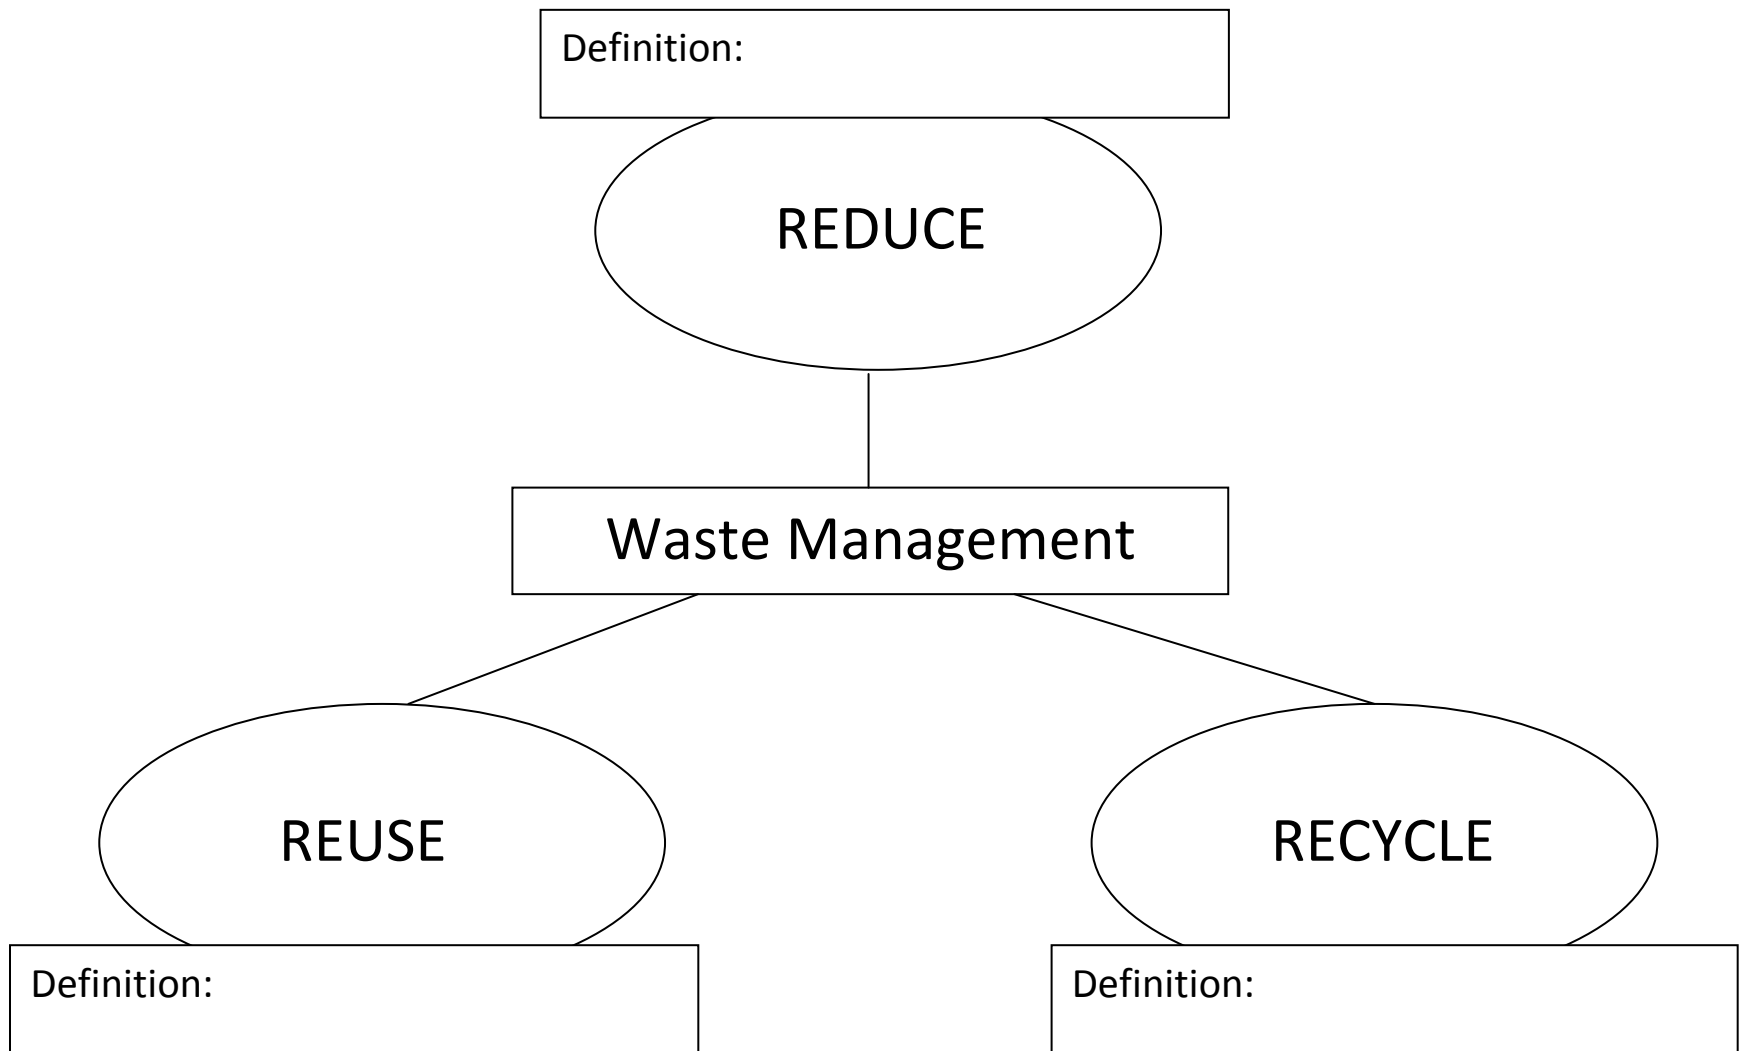 Definition:
REDUCE
Waste Management
REUSE
RECYCLE
Definition:
Definition: